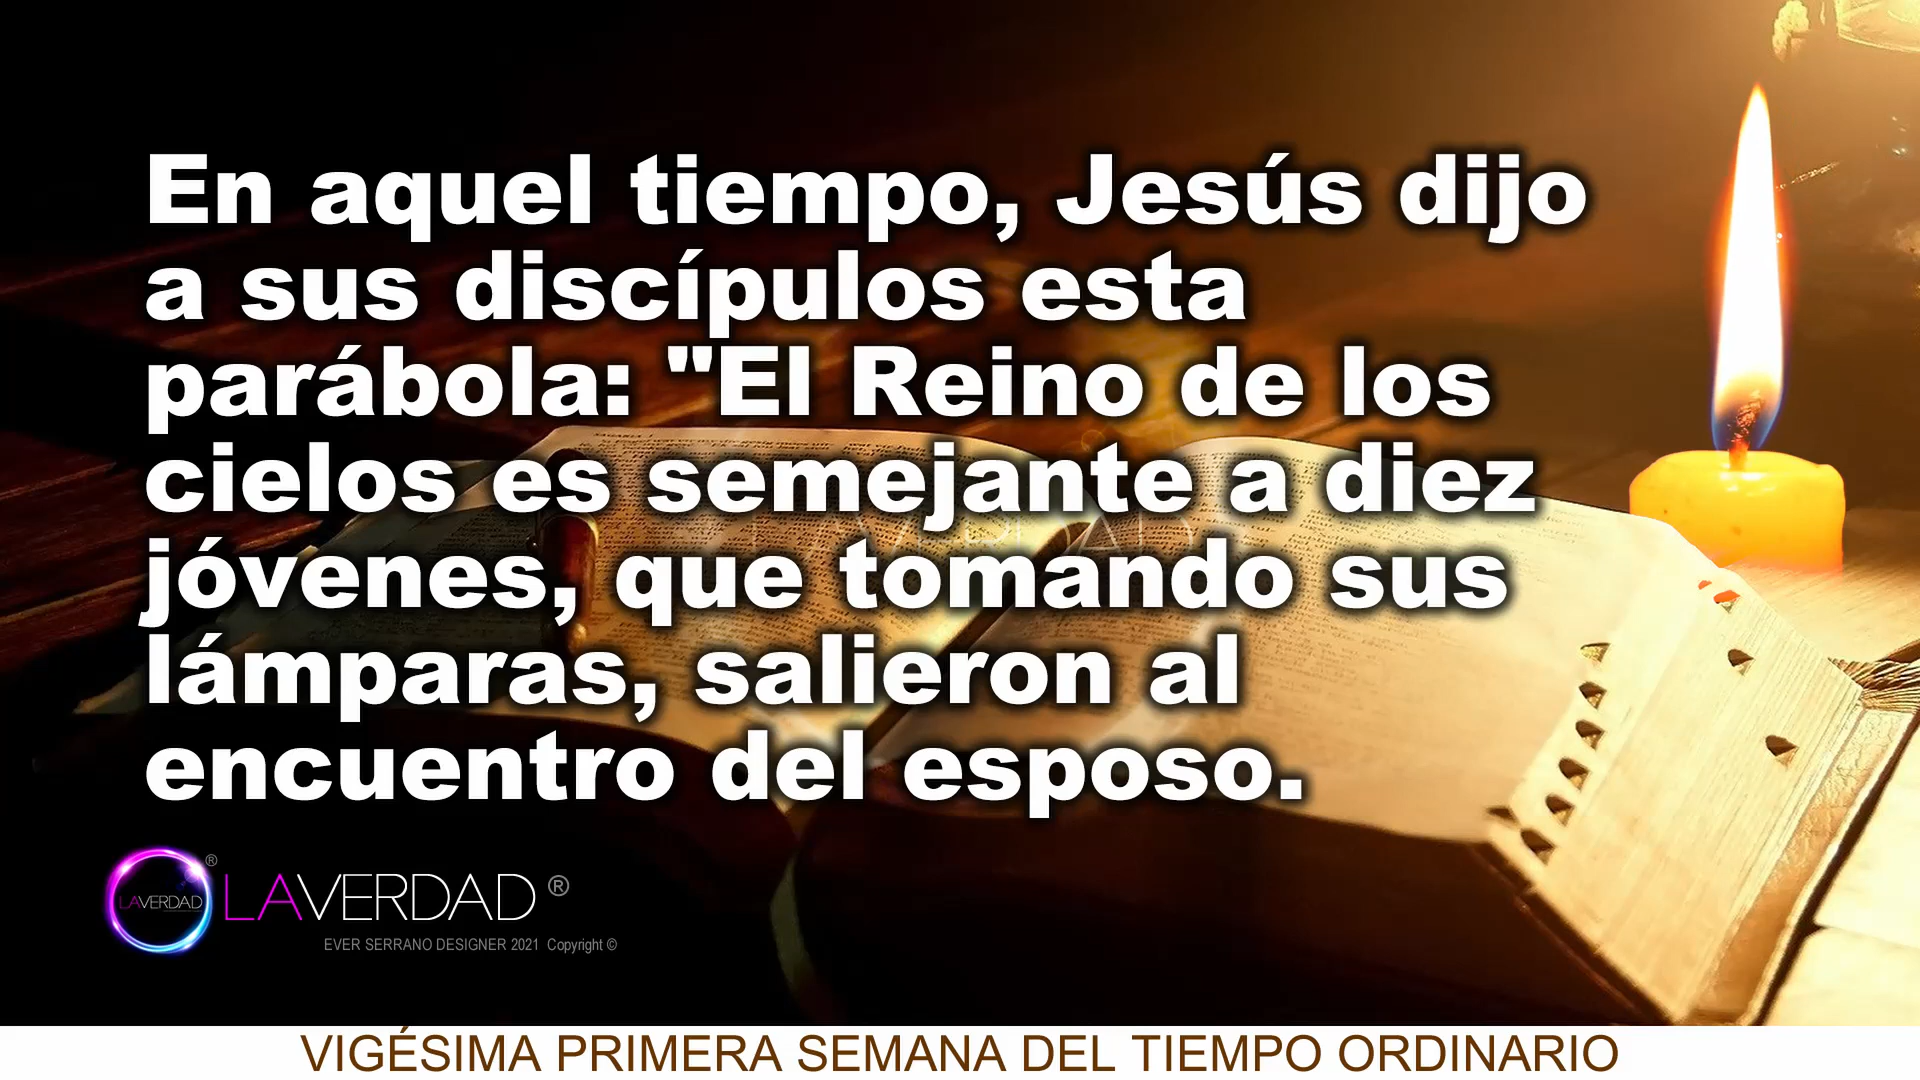 En aquel tiempo, Jesús dijo
a sus discípulos esta
parábola: "El Reino de los
cielos es semejante a diez
jóvenes, que tomando sus
lámparas, salieron al
encuentro del esposo.
LAVERDAD ®
LAVERDAD ®
EVER SERRANO DESIGNER 2021 Copyright ©
VIGÉSIMA PRIMERA SEMANA DEL TIEMPO ORDINARIO